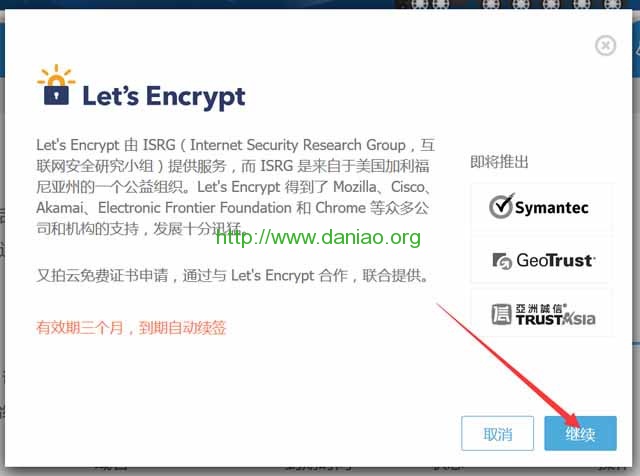 Let's Encrypt
Let's Encrypt 由 ISRG（Internet Security Research Group，互
联网安全研究小组）提供服务，而 ISRG 是来自于美国加利福
尼亚州的一个公益组织。Let's Encrypt 得到了 Mozilla、Cisco、
Akamai、Electronic Frontier Foundation 和 Chrome 等众多公
司和机构的支持，发展十分迅猛。
http://www.daniao.org
又拍云免费证书申请，通过与 Let's Encrypt 合作，联合提供。
有效期三个月，到期自动续签
即将推出
Symantec
GeoTrust
亞洲誠信
TRUSTAsia
取消
继续